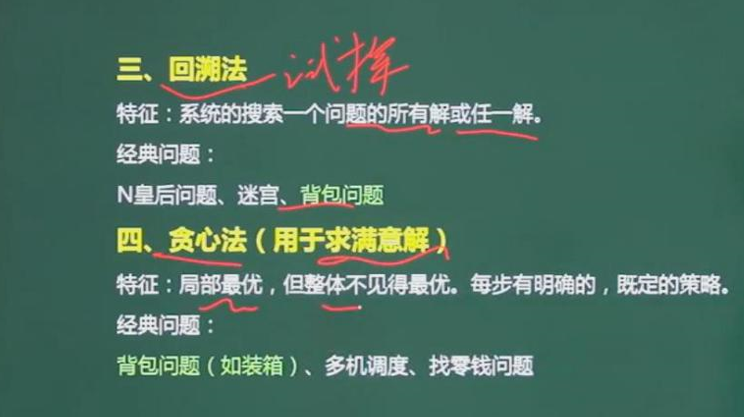 三、回溯法 试探
特征：系统的搜索一个问题的所有解或任一解。
经典问题：
N皇后问题、迷宫、背包问题
四、贪心法（用于求满意解）
特征：局部最优，但整体不见得最优。每步有明确的，既定的策略。
经典问题：
背包问题（如装箱）、多机调度、找零钱问题